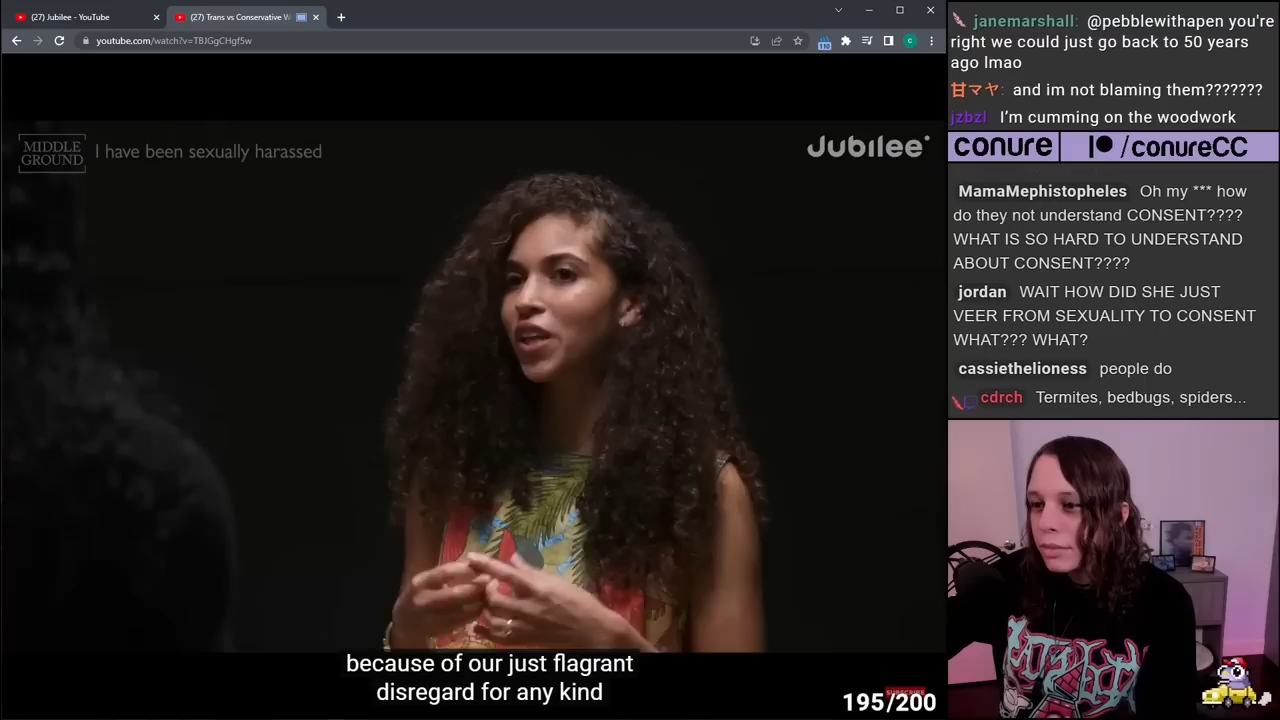 (27) Jubilee - YouTube
(27) Trans vs Conservative W
youtube.com/watch?v=TBJGgCHgf5w
MIDDLE
GROUND
I have been sexually harassed
Jubilee
because of our just flagrant
disregard for any kind
SUBSCRIBE
195/200
janemarshall: @pebblewithapen you're
right we could just go back to 50 years
ago lmao
甘マヤ: and im not blaming them???????
jzbzl I'm cumming on the woodwork
conure
/conureCC
MamaMephistopheles Oh my *** how
do they not understand CONSENT????
WHAT IS SO HARD TO UNDERSTAND
ABOUT CONSENT????
jordan WAIT HOW DID SHE JUST
VEER FROM SEXUALITY TO CONSENT
WHAT??? WHAT?
cassiethelioness people do
cdrch Termites, bedbugs, spiders...